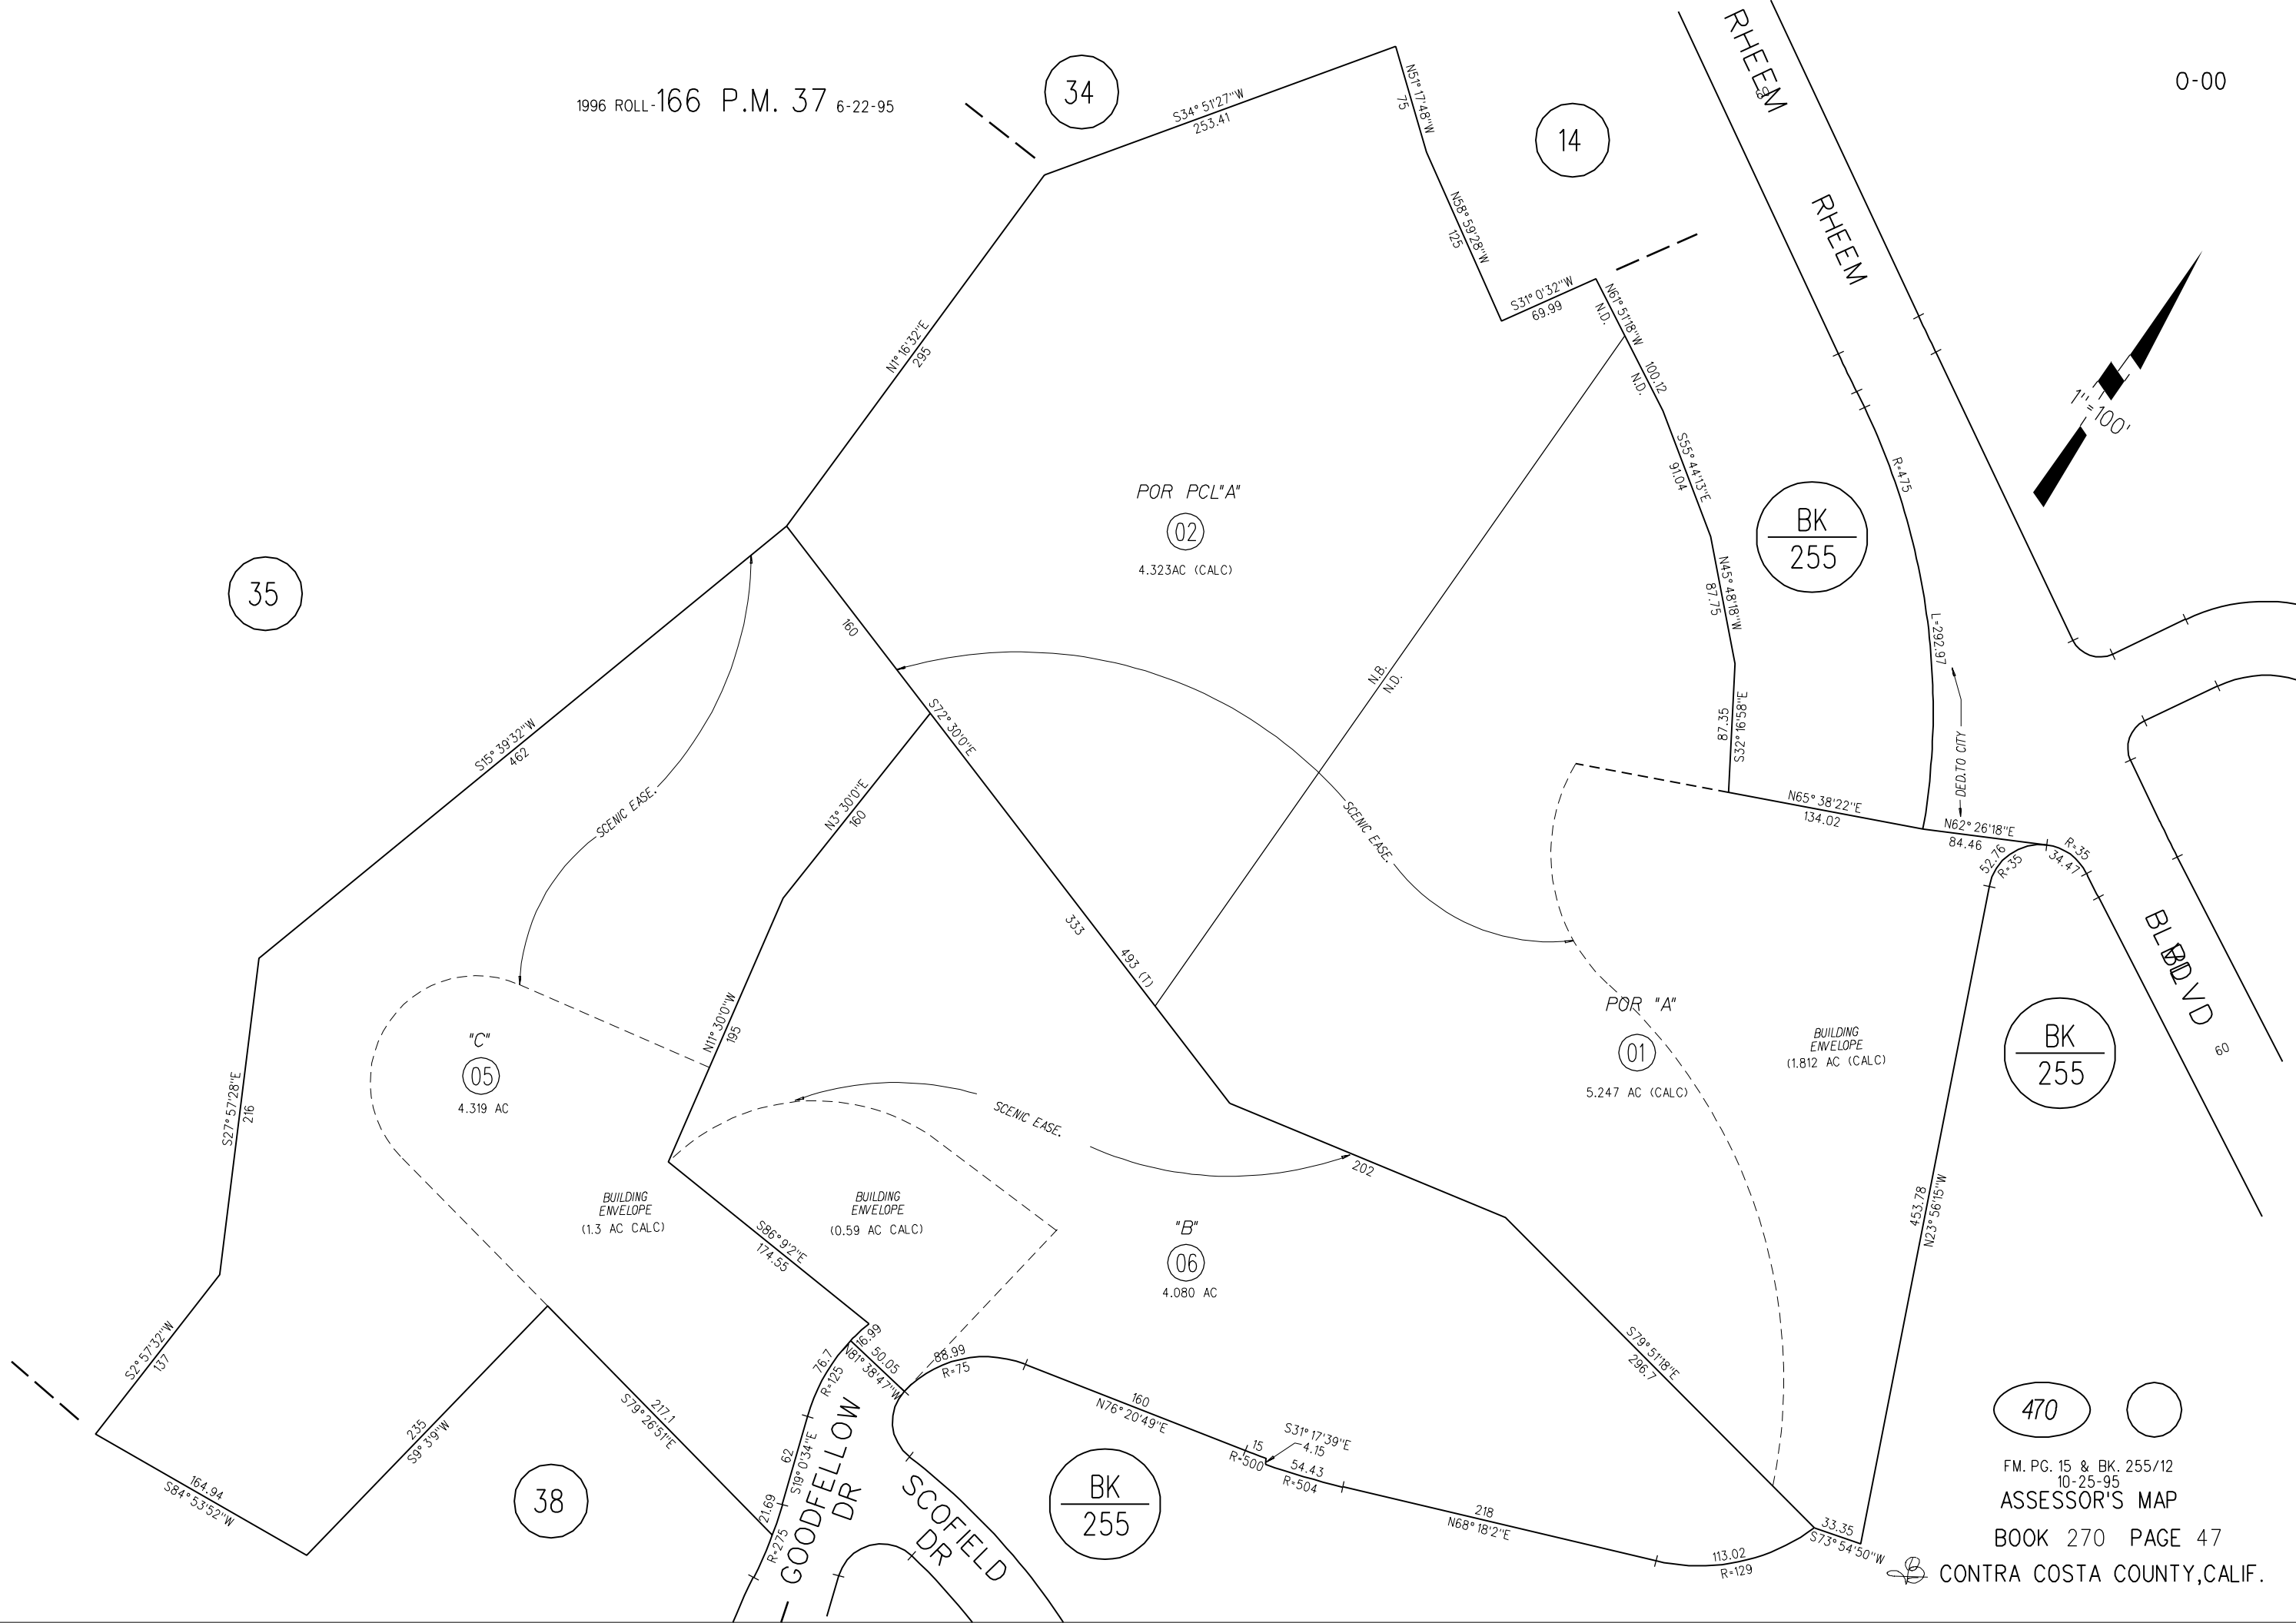 1996 ROLL-166 P.M. 37 6-22-95
34
S34°51'27"W
253.41
N51°17'48"W
75
14
RHEEM
O-00
N58°59'28"W
125
RHEEM
S31°0'32"W
69.99
N61°51'18"W
N.D.
100.12
N.D.
N1°16'32"E
295
1"=100'
S55°44'13"E
91.04
R=475
POR PCL"A"
02
4.323AC (CALC)
BK
255
N45°48'18"W
87.75
35
160
L=292.97
N.B.
N.D.
S72°30'0"E
S15°39'32"W
462
87.35
S32°16'58"E
DED.TO CITY
SCENIC EASE.
N3°30'0"E
160
SCENIC EASE.
N65°38'22"E
134.02
N62°26'18"E
84.46
R=35
34.47
52.76
R=35
333
493 (T)
BLVD
BLVD
60
POR "A"
01
5.247 AC (CALC)
BUILDING
ENVELOPE
(1.812 AC (CALC)
BK
255
N11°30'0"W
195
"C"
05
4.319 AC
SCENIC EASE.
S27°57'28"E
216
202
BUILDING
ENVELOPE
(1.3 AC CALC)
BUILDING
ENVELOPE
(0.59 AC CALC)
"B"
06
4.080 AC
453.78
N23°56'15"W
S86°9'2"E
174.55
S2°57'32"W
137
16.99
50.05
N81°38'47"W
76.7
R=125
88.99
R=75
S79°51'18"E
296.7
235
S9°3'9"W
217.1
S79°26'51"E
160
N76°20'49"E
S31°17'39"E
4.15
15
R=500
54.43
R=504
470
164.94
S84°53'52"W
38
62
S19°0'34"E
21.69
R=275
GOODFELLOW
DR
SCOFIELD
DR
BK
255
218
N68°18'2"E
113.02
R=129
33.35
S73°54'50"W
FM. PG. 15 & BK. 255/12
10-25-95
ASSESSOR'S MAP
BOOK 270 PAGE 47
CONTRA COSTA COUNTY,CALIF.